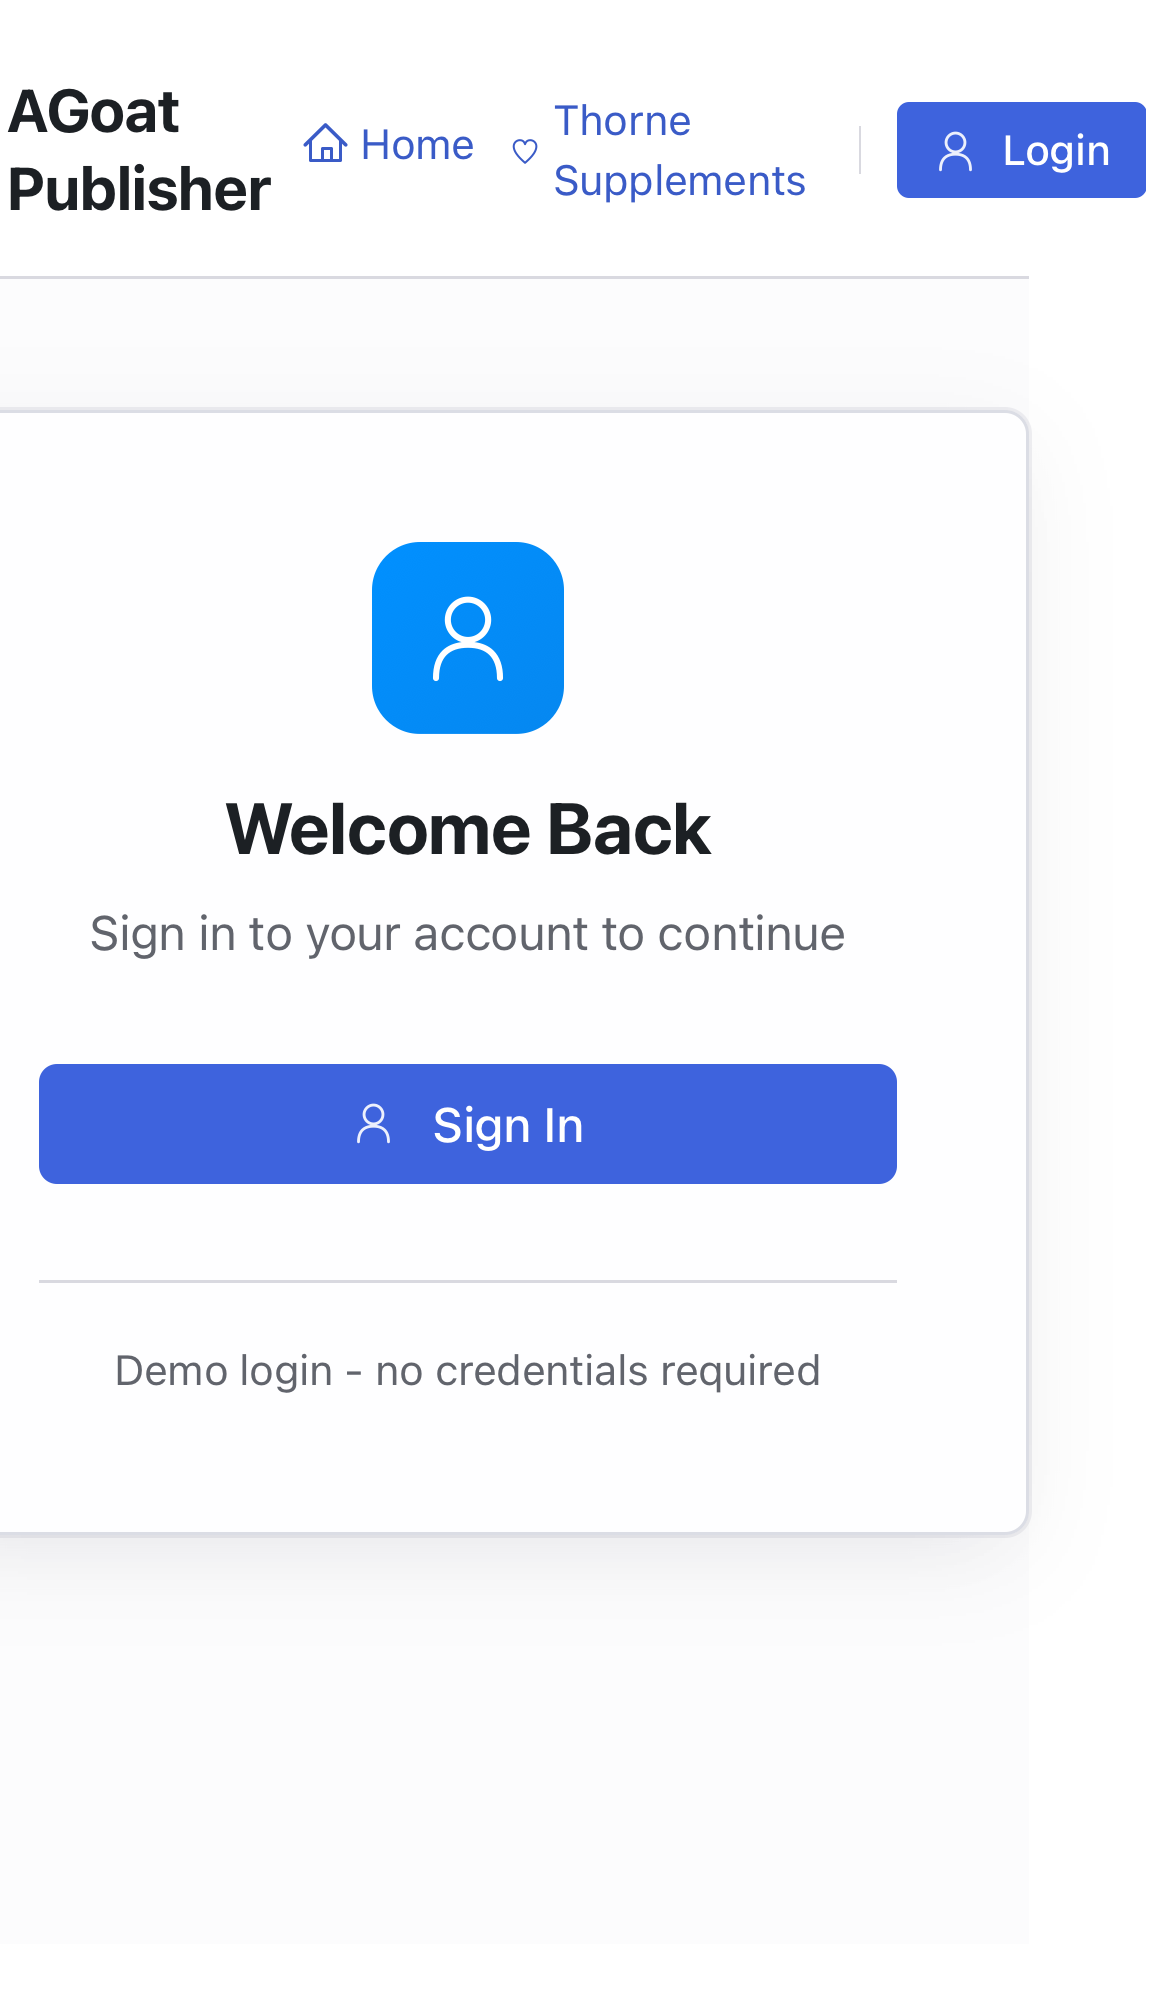 AGoat
Publisher
Home
Thorne
Supplements
Login
Welcome Back
Sign in to your account to continue
Sign In
Demo login - no credentials required